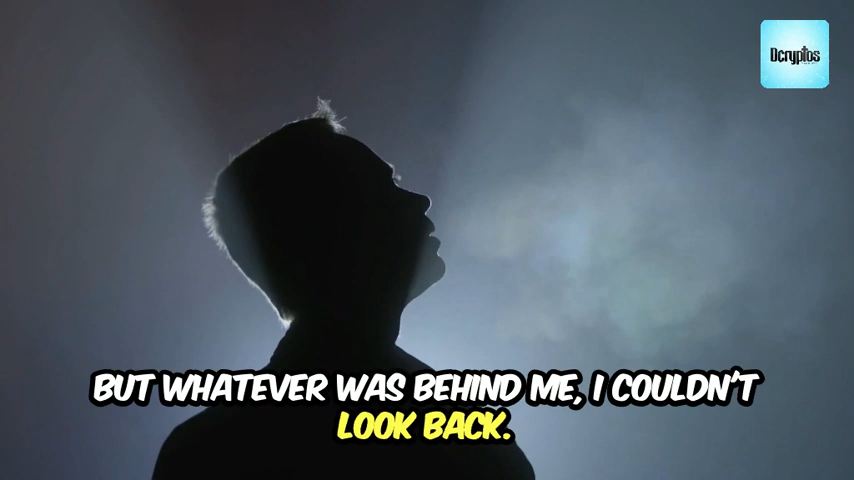 Dcryptos
BUT WHATEVER WAS BEHIND ME, I COULDN'T
LOOK BACK.